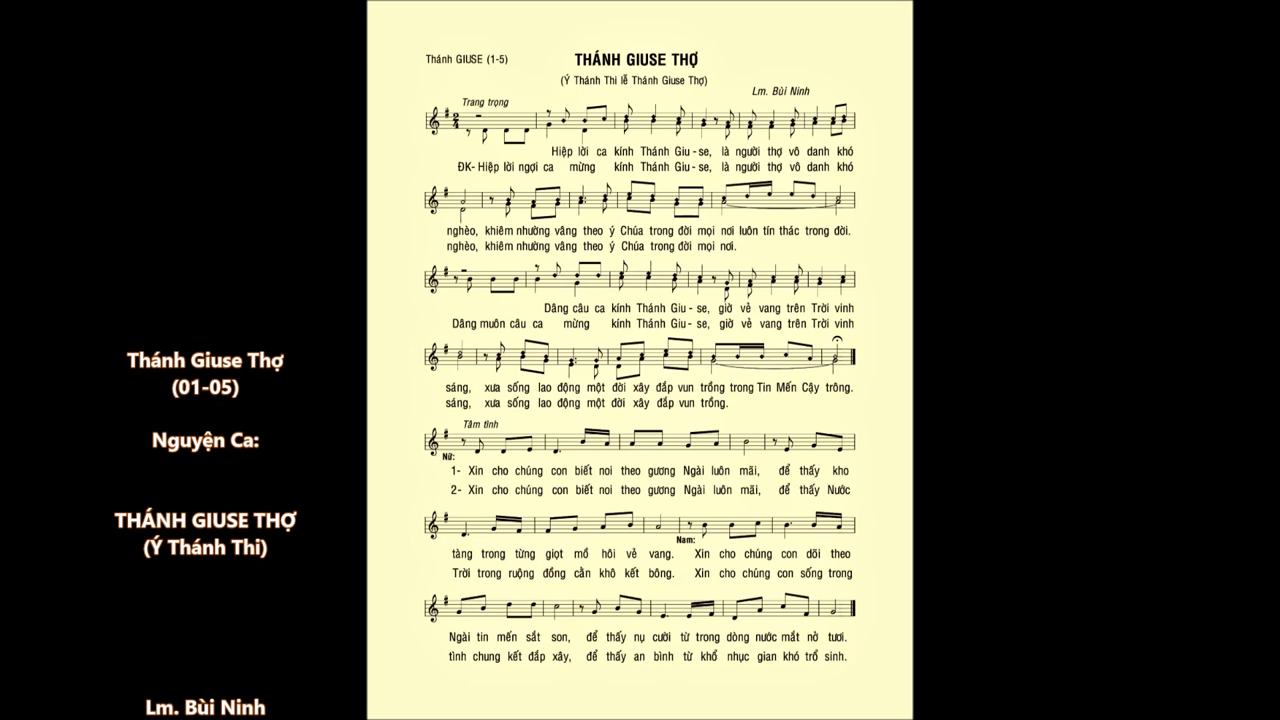 Thánh GIUSE (1-5)
THÁNH GIUSE THỢ
(Ý Thánh Thi lễ Thánh Giuse Thợ)
Lm. Bùi Ninh
Trang trọng
2
4
Hiệp lời ca kính Thánh Giu-se, là người thợ vô danh khó
ĐK- Hiệp lời ngợi ca mừng kính Thánh Giu-se, là người thợ vô danh khó
nghèo, khiêm nhường vâng theo ý Chúa trong đời mọi nơi luôn tín thác trong đời.
nghèo, khiêm nhường vâng theo ý Chúa trong đời mọi nơi.
Dâng câu ca kính Thánh Giu-se, giờ vẻ vang trên Trời vinh
Dâng muôn câu ca mừng kính Thánh Giu-se, giờ vẻ vang trên Trời vinh
sáng, xưa sống lao động một đời xây đắp vun trồng trong Tin Mến Cậy trông.
sáng, xưa sống lao động một đời xây đắp vun trồng.
Tâm tình
Nữ:
1- Xin cho chúng con biết noi theo gương Ngài luôn mãi, để thấy kho
2- Xin cho chúng con biết noi theo gương Ngài luôn mãi, để thấy Nước
Nam:
tàng trong từng giọt mồ hôi vẻ vang. Xin cho chúng con dõi theo
Trời trong ruộng đồng cằn khô kết bông. Xin cho chúng con sống trong
Ngài tin mến sắt son, để thấy nụ cười từ trong dòng nước mắt nở tươi.
tình chung kết đắp xây, để thấy an bình từ khổ nhục gian khó trổ sinh.
Thánh Giuse Thợ
(01-05)
Nguyện Ca:
THÁNH GIUSE THỢ
(Ý Thánh Thi)
Lm. Bùi Ninh